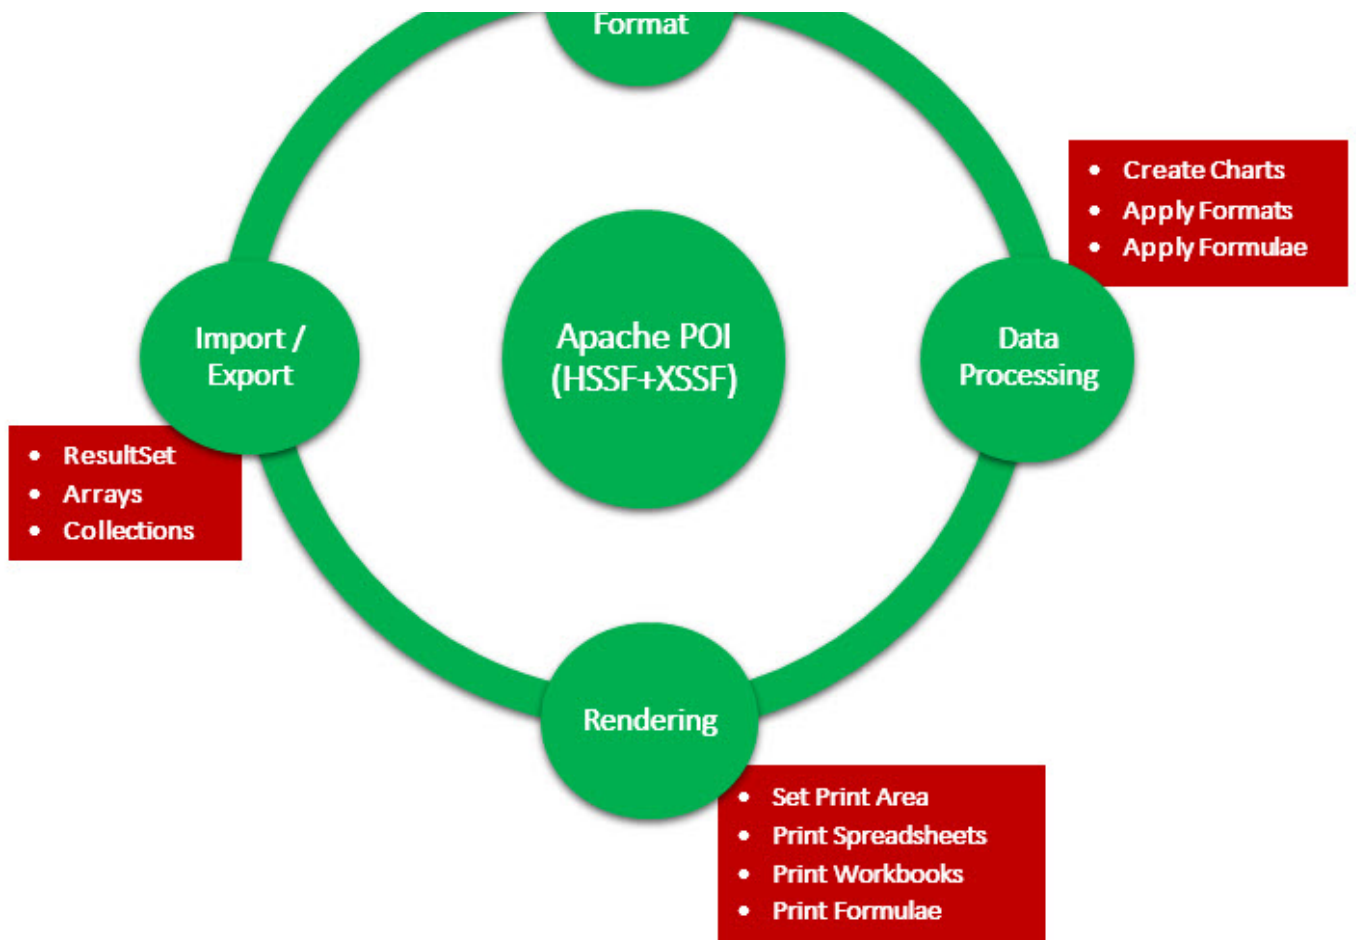 Format
• Create Charts
• Apply Formats
• Apply Formulae
Import /
Export
Apache POI
(HSSF+XSSF)
Data
Processing
• ResultSet
• Arrays
• Collections
Rendering
• Set Print Area
• Print Spreadsheets
• Print Workbooks
• Print Formulae